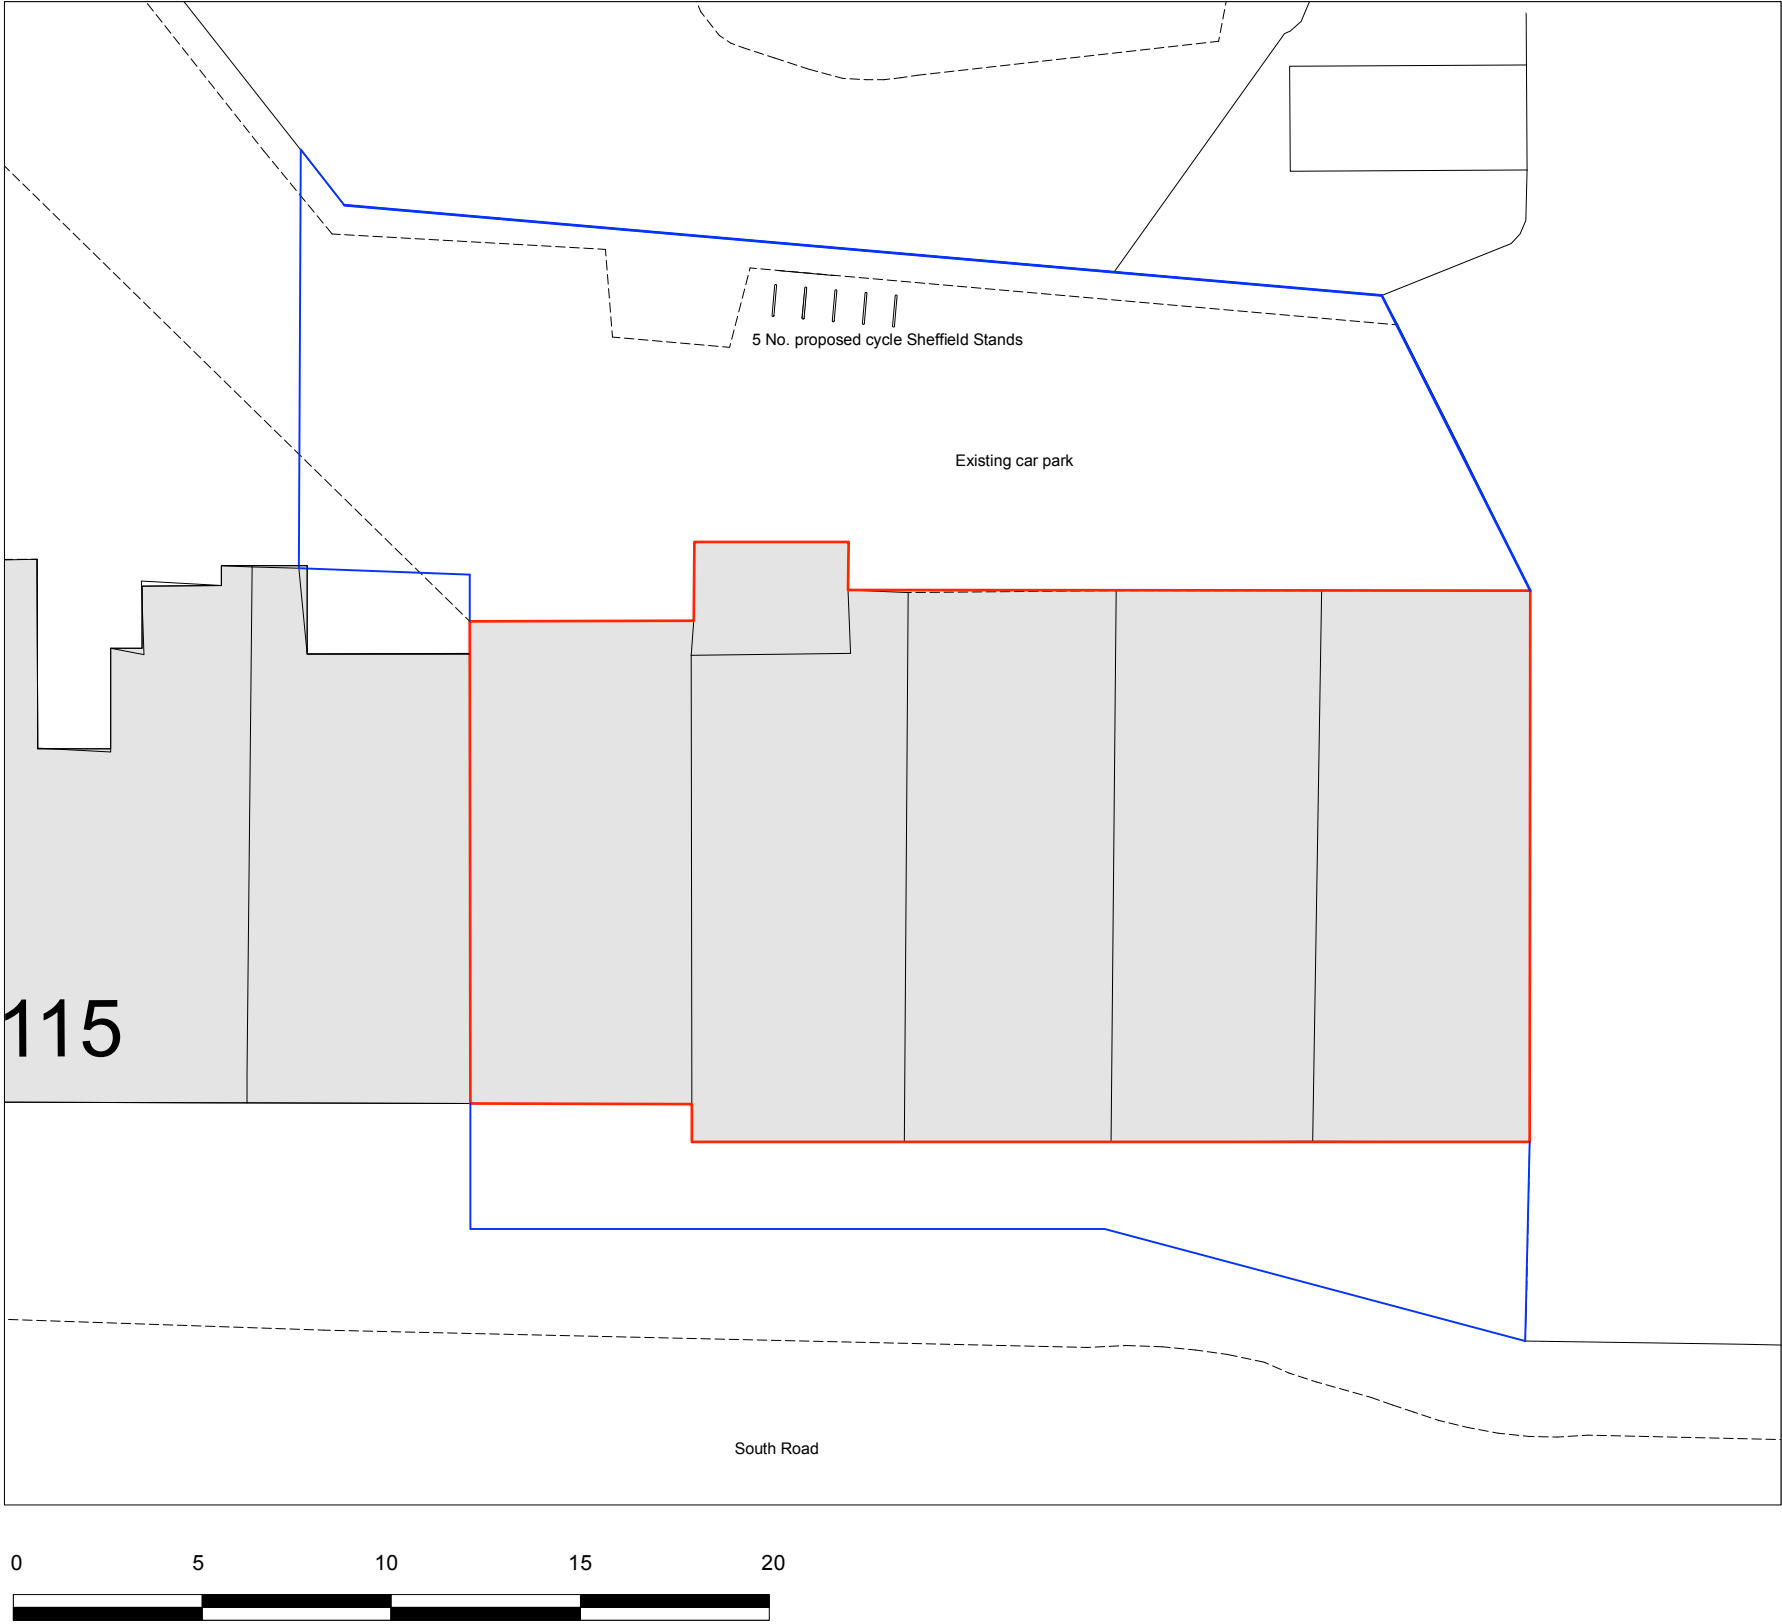 5 No. proposed cycle Sheffield Stands
Existing car park
115
South Road
0 5 10 15 20